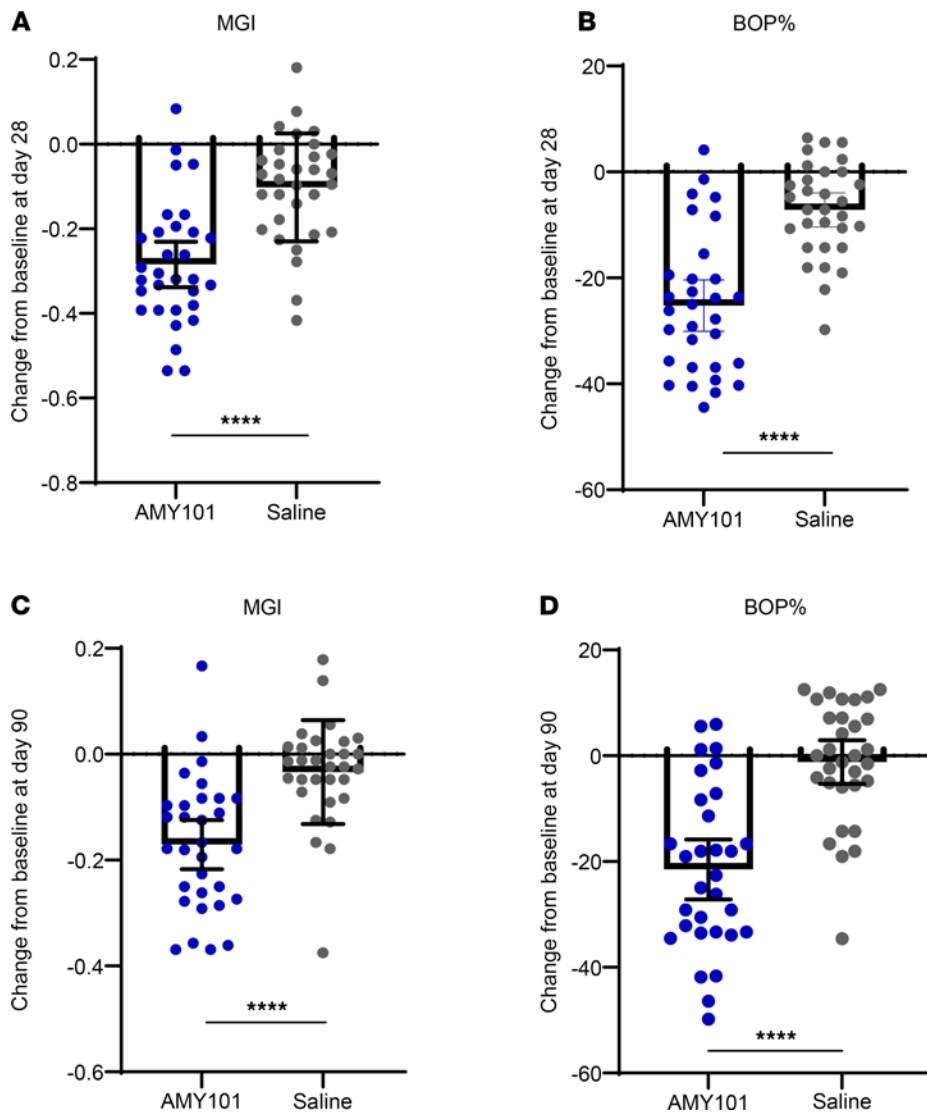 A
MGI
Change from baseline at day 28
0.2
0.0
-0.2
-0.4
-0.6
-0.8
****
AMY101
Saline
B
BOP%
Change from baseline at day 28
20
0
-20
-40
-60
****
AMY101
Saline
C
MGI
Change from baseline at day 90
0.2
0.0
-0.2
-0.4
-0.6
****
AMY101
Saline
D
BOP%
Change from baseline at day 90
20
0
-20
-40
-60
****
AMY101
Saline